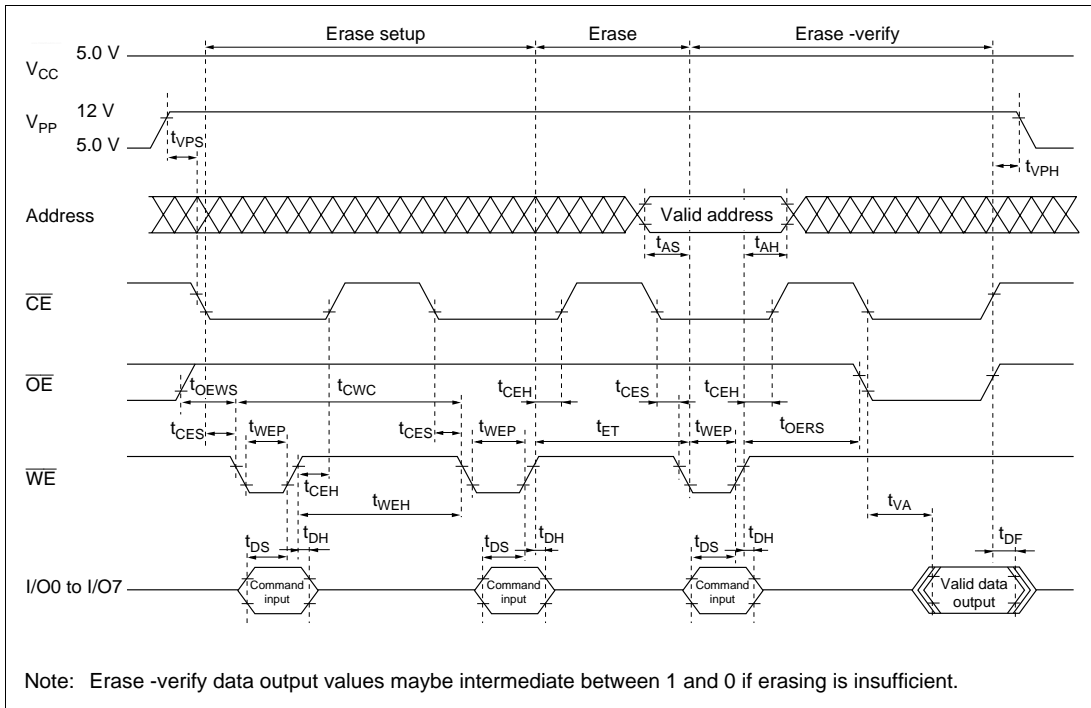 Erase setup Erase Erase -verify
5.0 V
VCC
12 V
VPP
5.0 V
tVPS
tVPH
Address
Valid address
tAS tAH
CE
OE
tOEWS tCWC tCEH tCES tCEH
tCES tWEP tCES tWEP tET tWEP tOERS
WE
tCEH
tWEH
tVA
tDS tDH tDS tDH tDS tDH tDF
I/O0 to I/O7
Command input
Command input
Command input
Valid data output
Note: Erase -verify data output values maybe intermediate between 1 and 0 if erasing is insufficient.